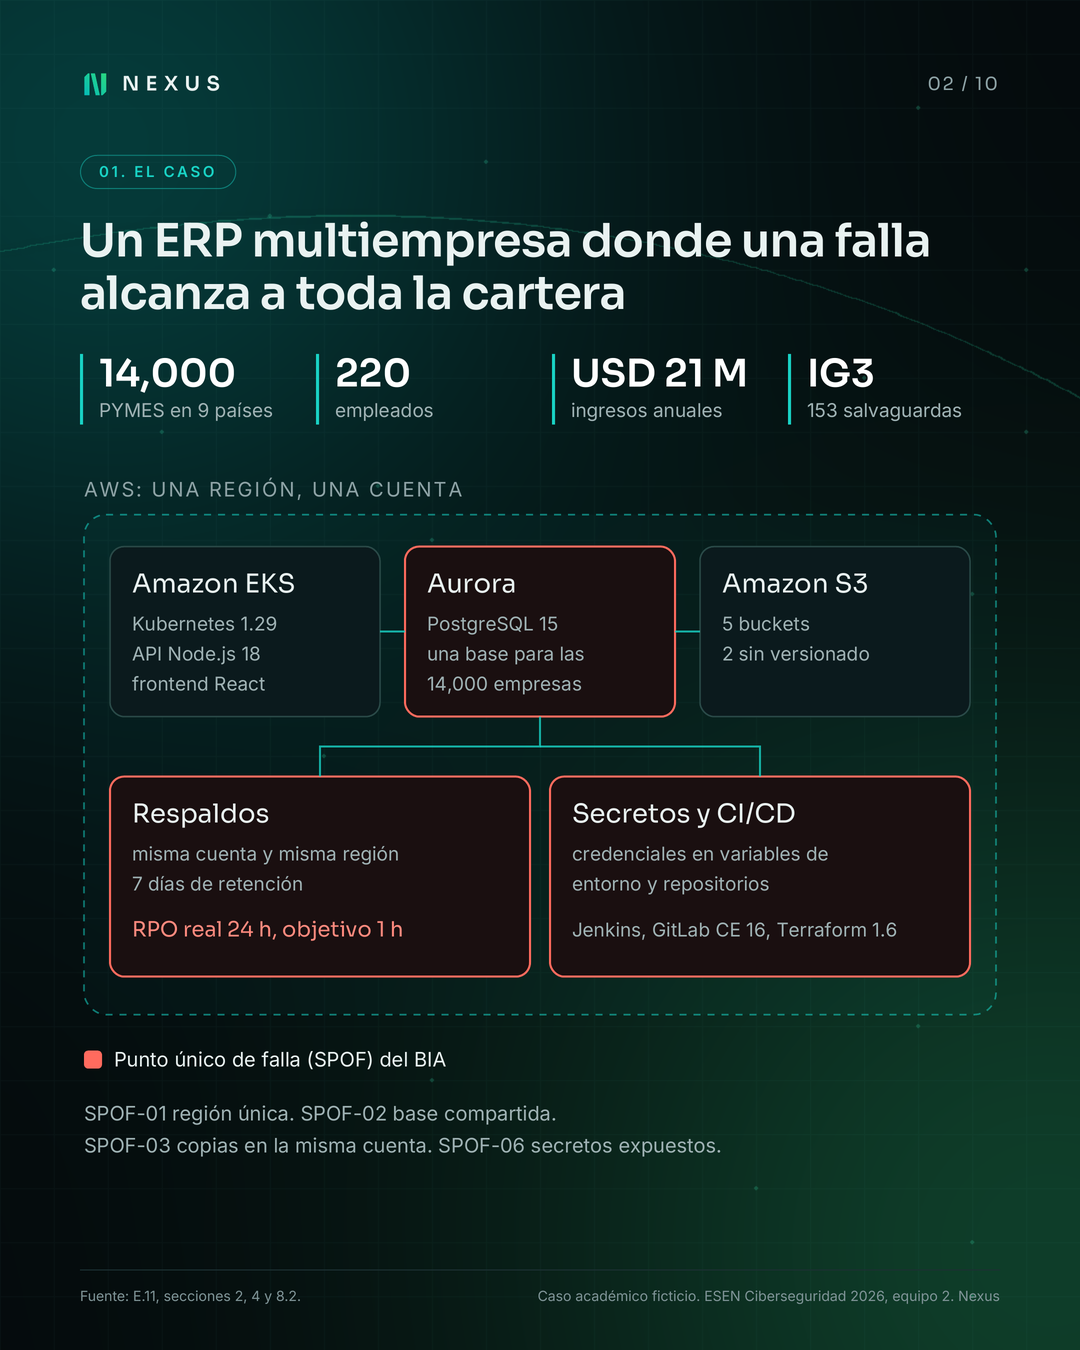 NEXUS
02 / 10
01. EL CASO
Un ERP multiempresa donde una falla
alcanza a toda la cartera
14,000
PYMES en 9 países
220
empleados
USD 21 M
ingresos anuales
IG3
153 salvaguardas
AWS: UNA REGIÓN, UNA CUENTA
Amazon EKS
Kubernetes 1.29
API Node.js 18
frontend React
Aurora
PostgreSQL 15
una base para las
14,000 empresas
Amazon S3
5 buckets
2 sin versionado
Respaldos
misma cuenta y misma región
7 días de retención
RPO real 24 h, objetivo 1 h
Secretos y CI/CD
credenciales en variables de
entorno y repositorios
Jenkins, GitLab CE 16, Terraform 1.6
Punto único de falla (SPOF) del BIA
SPOF-01 región única. SPOF-02 base compartida.
SPOF-03 copias en la misma cuenta. SPOF-06 secretos expuestos.
Fuente: E.11, secciones 2, 4 y 8.2.
Caso académico ficticio. ESEN Ciberseguridad 2026, equipo 2. Nexus